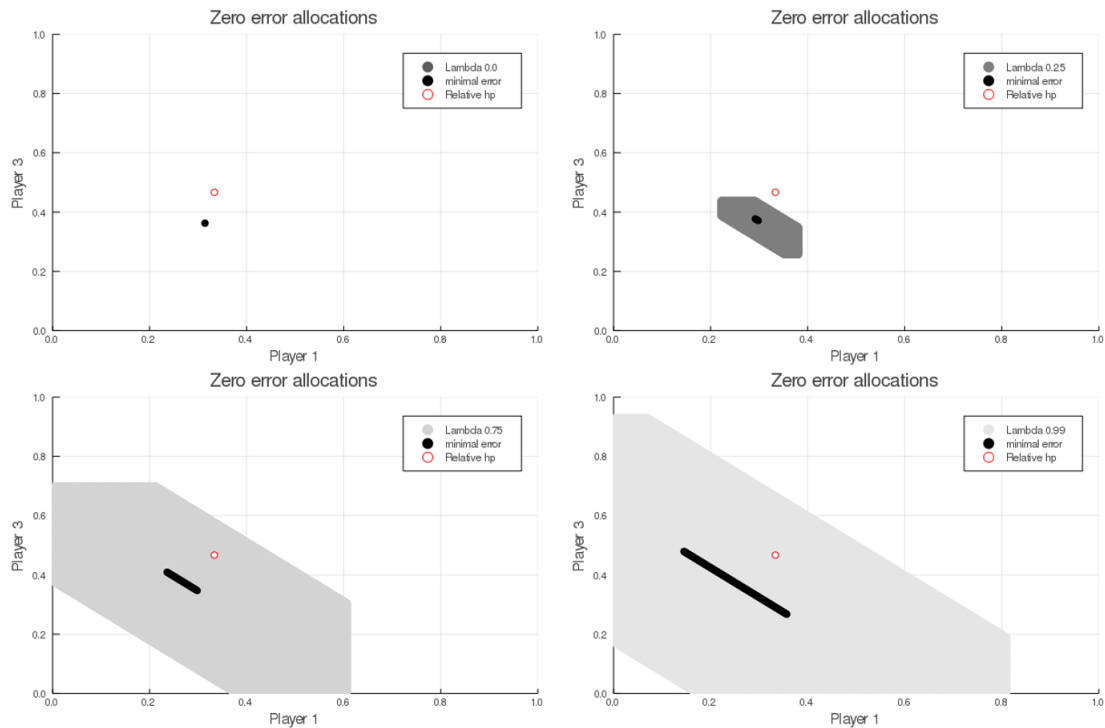 Zero error allocations
1.0
0.8
0.6
0.4
0.2
0.0
Player 3
Lambda 0.0
minimal error
Relative hp
0.0 0.2 0.4 0.6 0.8 1.0
Player 1
Zero error allocations
1.0
0.8
0.6
0.4
0.2
0.0
Player 3
Lambda 0.25
minimal error
Relative hp
0.0 0.2 0.4 0.6 0.8 1.0
Player 1
Zero error allocations
1.0
0.8
0.6
0.4
0.2
0.0
Player 3
Lambda 0.75
minimal error
Relative hp
0.0 0.2 0.4 0.6 0.8 1.0
Player 1
Zero error allocations
1.0
0.8
0.6
0.4
0.2
0.0
Player 3
Lambda 0.99
minimal error
Relative hp
0.0 0.2 0.4 0.6 0.8 1.0
Player 1